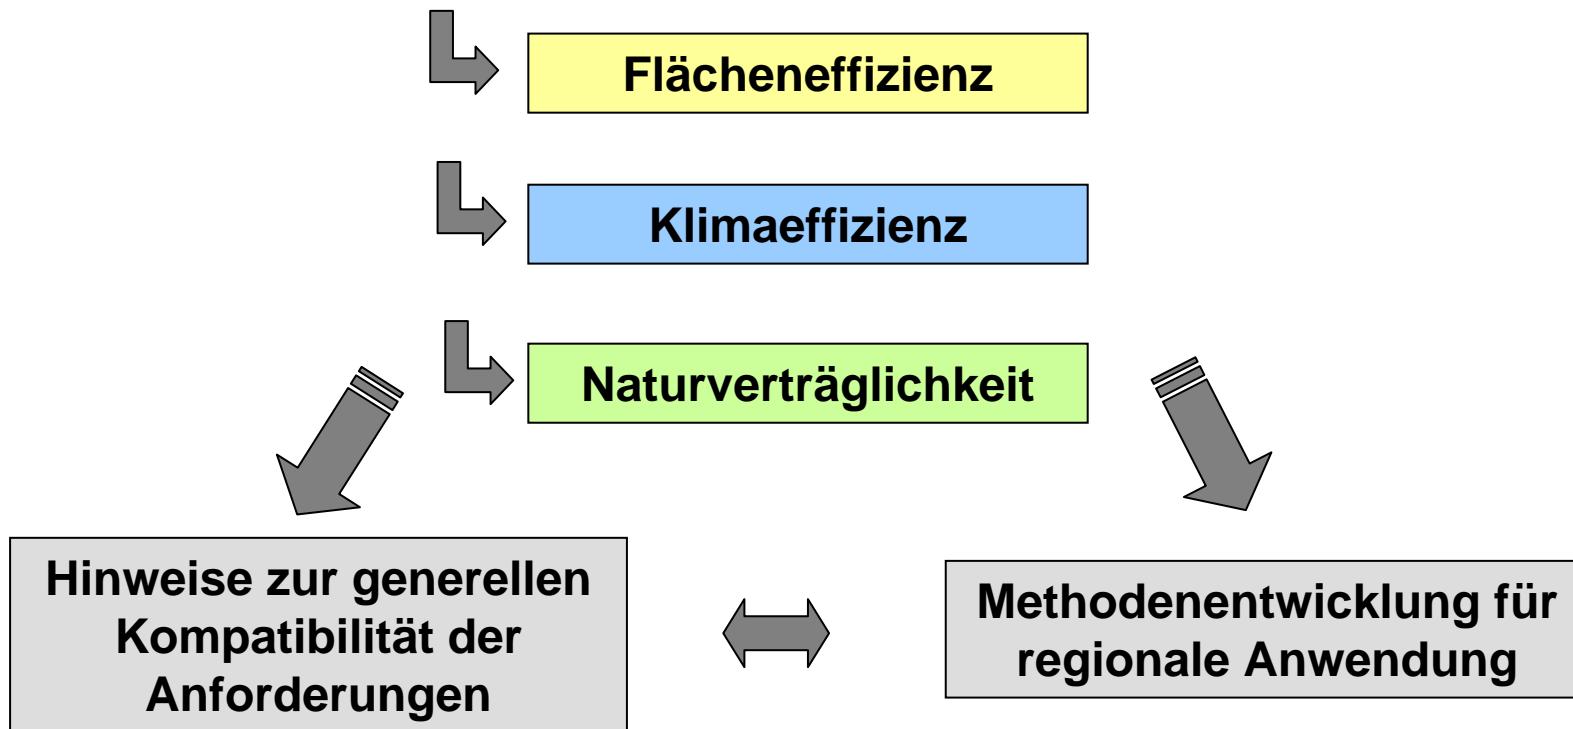 Flächeneffizienz
Klimaeffizienz
Naturverträglichkeit
Hinweise zur generellen
Kompatibilität der
Anforderungen
Methodenentwicklung für
regionale Anwendung